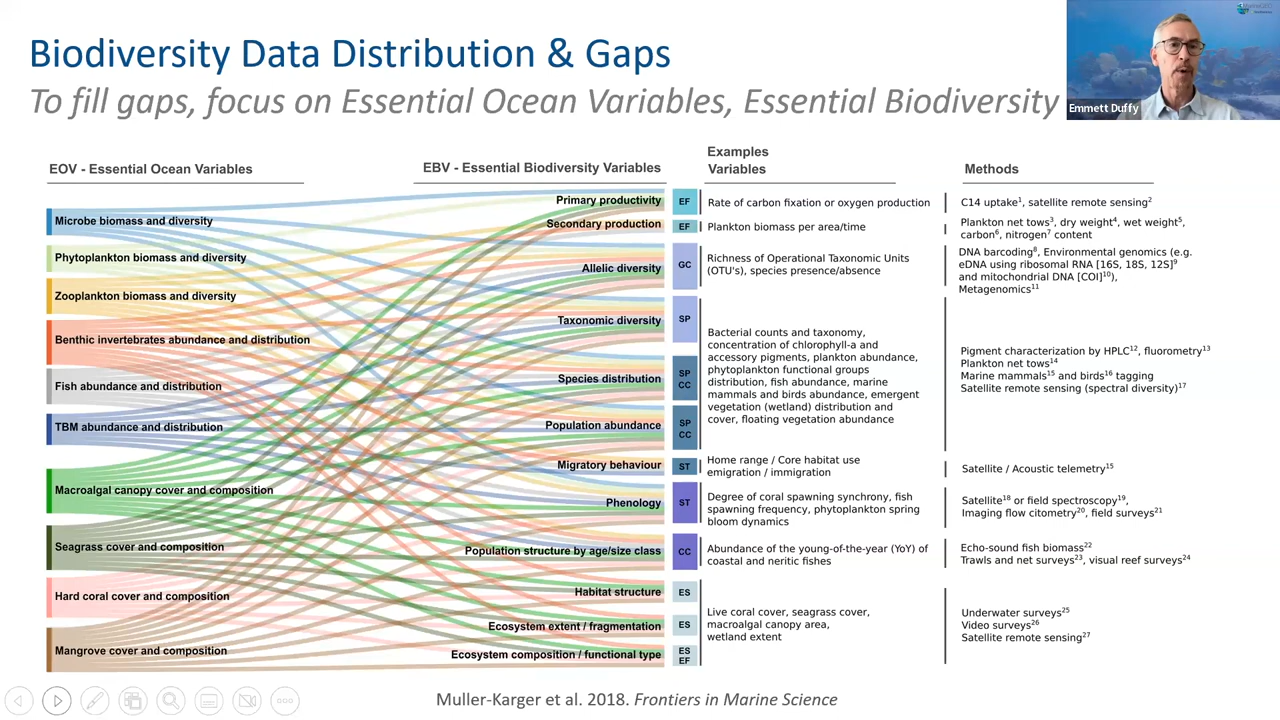 Biodiversity Data Distribution & Gaps
To fill gaps, focus on Essential Ocean Variables, Essential Biodiversity
Emmett Duffy
EOV - Essential Ocean Variables
EBV - Essential Biodiversity Variables
Examples
Variables
Methods
Microbe biomass and diversity
Phytoplankton biomass and diversity
Zooplankton biomass and diversity
Benthic invertebrates abundance and distribution
Fish abundance and distribution
TBM abundance and distribution
Macroalgal canopy cover and composition
Seagrass cover and composition
Hard coral cover and composition
Mangrove cover and composition
Primary productivity
Secondary production
Allelic diversity
Taxonomic diversity
Species distribution
Population abundance
Migratory behaviour
Phenology
Population structure by age/size class
Habitat structure
Ecosystem extent / fragmentation
Ecosystem composition / functional type
EF
EF
GC
SP
SP
CC
SP
CC
ST
ST
CC
ES
ES
ES
EF
Rate of carbon fixation or oxygen production
Plankton biomass per area/time
Richness of Operational Taxonomic Units
(OTU's), species presence/absence
Bacterial counts and taxonomy,
concentration of chlorophyll-a and
accessory pigments, plankton abundance,
phytoplankton functional groups
distribution, fish abundance, marine
mammals and birds abundance, emergent
vegetation (wetland) distribution and
cover, floating vegetation abundance
Home range / Core habitat use
emigration / immigration
Degree of coral spawning synchrony, fish
spawning frequency, phytoplankton spring
bloom dynamics
Abundance of the young-of-the-year (YoY) of
coastal and neritic fishes
Live coral cover, seagrass cover,
macroalgal canopy area,
wetland extent
C14 uptake¹, satellite remote sensing²
Plankton net tows³, dry weight⁴, wet weight⁵,
carbon⁶, nitrogen⁷ content
DNA barcoding⁸, Environmental genomics (e.g.
eDNA using ribosomal RNA [16S, 18S, 12S]⁹
and mitochondrial DNA [COI]¹⁰),
Metagenomics¹¹
Pigment characterization by HPLC¹², fluorometry¹³
Plankton net tows¹⁴
Marine mammals¹⁵ and birds¹⁶ tagging
Satellite remote sensing (spectral diversity)¹⁷
Satellite / Acoustic telemetry¹⁵
Satellite¹⁸ or field spectroscopy¹⁹,
Imaging flow citometry²⁰, field surveys²¹
Echo-sound fish biomass²²
Trawls and net surveys²³, visual reef surveys²⁴
Underwater surveys²⁵
Video surveys²⁶
Satellite remote sensing²⁷
Muller-Karger et al. 2018. Frontiers in Marine Science